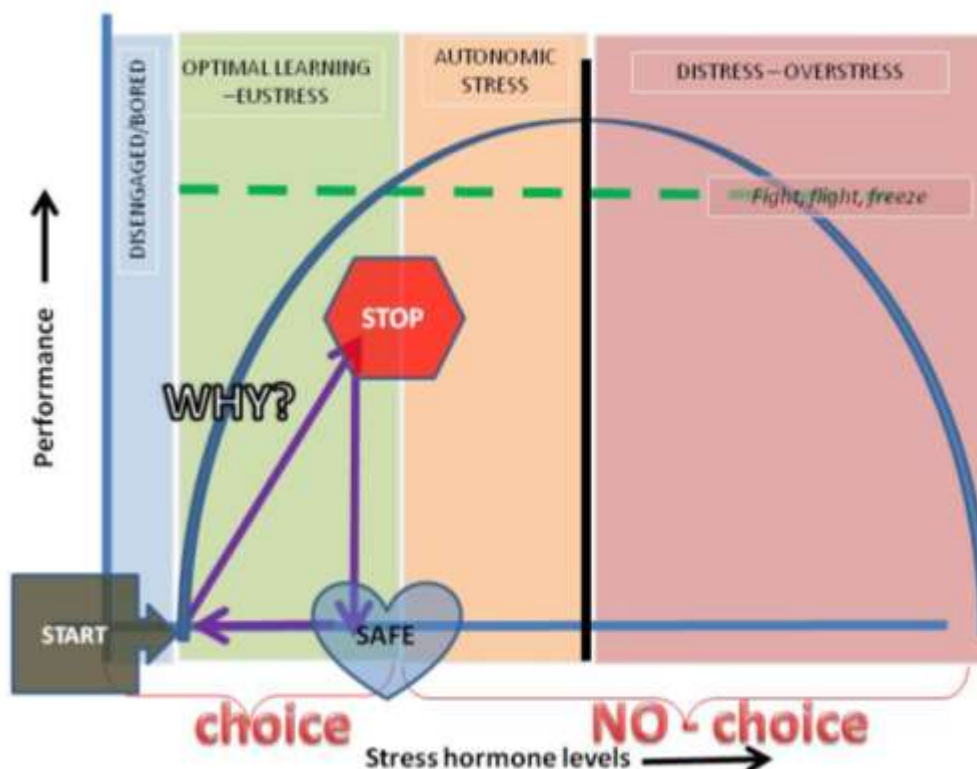 DISENGAGED/BORED
OPTIMAL LEARNING
–EUSTRESS
AUTONOMIC
STRESS
DISTRESS – OVERSTRESS
Fight, flight, freeze
STOP
WHY?
Performance
START
SAFE
choice
NO - choice
Stress hormone levels